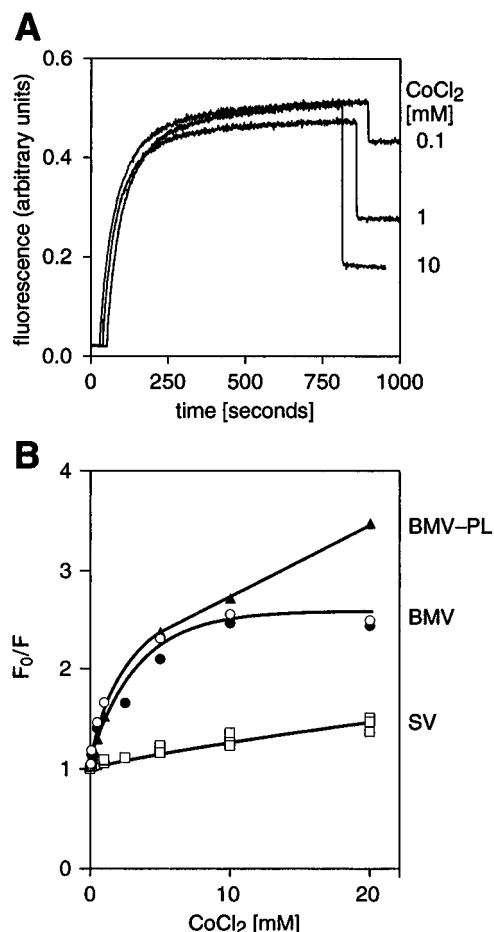 A
CoCl2
[mM]
0.6
0.4
0.2
0.0
0.1
1
10
fluorescence (arbitrary units)
0 250 500 750 1000
time [seconds]
B
4
3
2
1
0
BMV–PL
BMV
SV
F0/F
0 10 20
CoCl2 [mM]